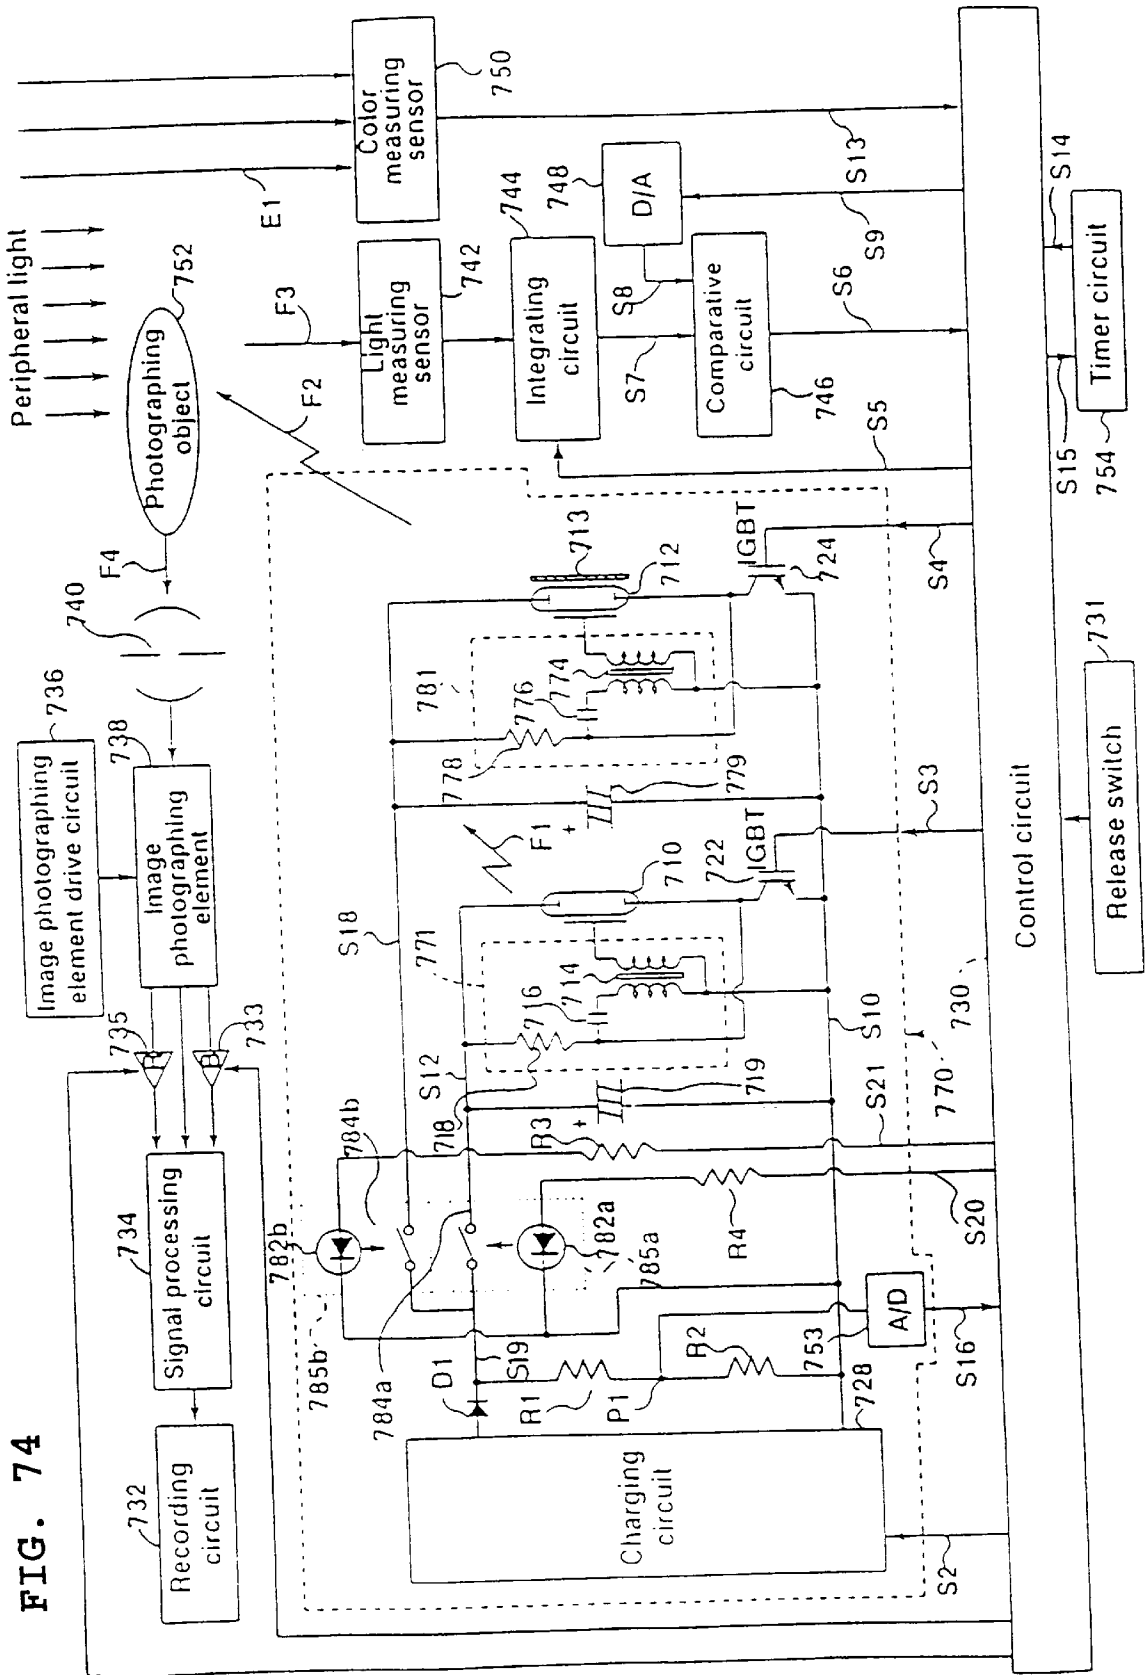 FIG. 74
Peripheral light
752
Photographing
object
F4
740
Image photographing
element drive circuit
736
738
Image
photographing
element
735
733
734
Signal processing
circuit
732
Recording
circuit
E1
Color
measuring
sensor
750
F3
Light
measuring
sensor
742
F2
744
Integrating
circuit
748
D/A
S8
S7
Comparative
circuit
746
S13
S9
S6
S5
S14
Timer circuit
S15
754
713
712
IGBT
724
S4
781
774
776
778
779
F1
S18
771
710
IGBT
722
S3
714
716
S12
718
719
S10
S21
770
730
784b
R3
782b
782a
785a
R4
S20
785b
784a
D1
S19
R1
P1
R2
753
A/D
S16
728
Charging
circuit
S2
Control circuit
731
Release switch